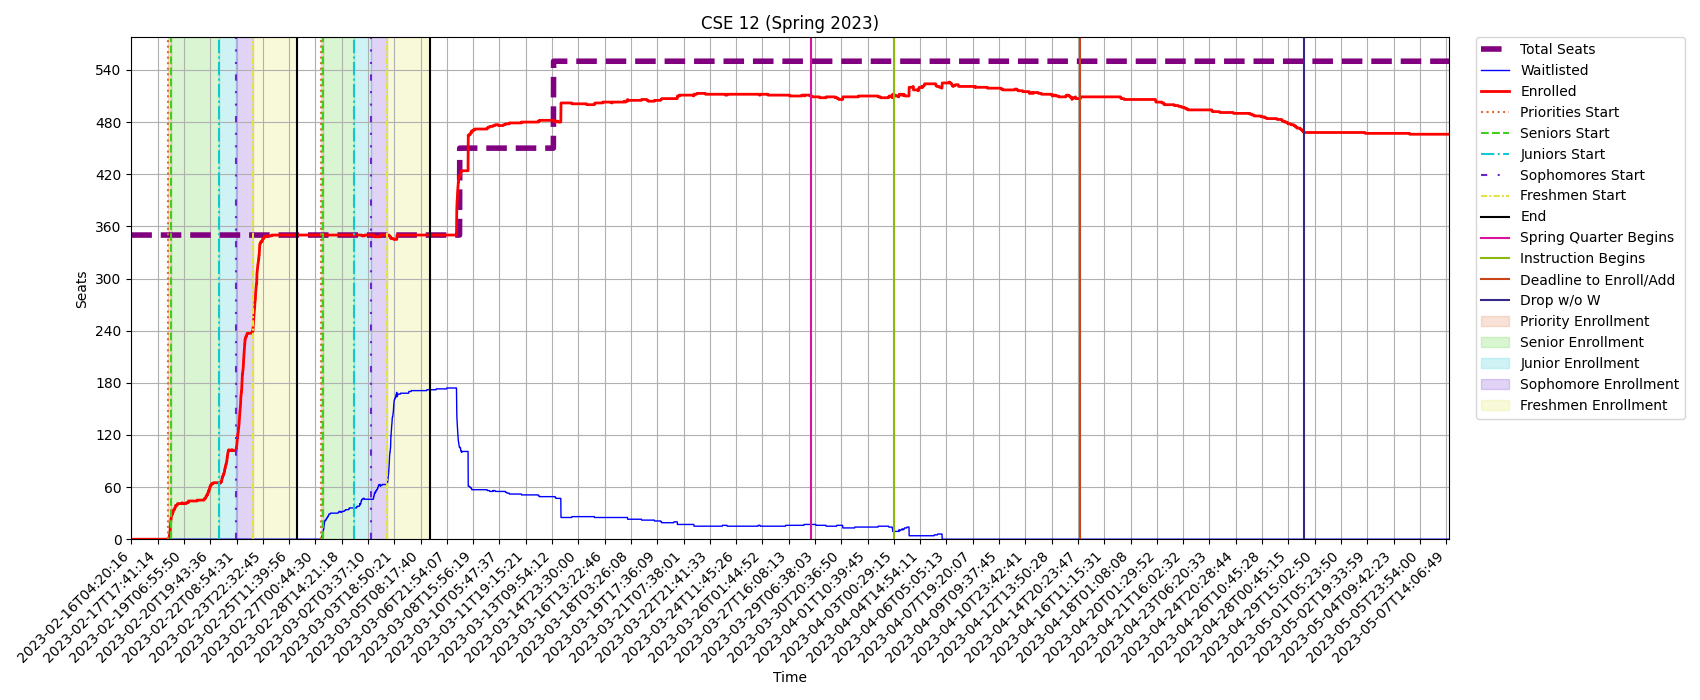 CSE 12 (Spring 2023)
Seats
540
480
420
360
300
240
180
120
60
0
2023-02-16T04:20:16
2023-02-17T17:41:14
2023-02-19T06:55:50
2023-02-20T19:43:36
2023-02-22T08:54:31
2023-02-23T22:32:45
2023-02-25T11:39:56
2023-02-27T00:44:30
2023-02-28T14:21:18
2023-03-02T03:37:10
2023-03-03T18:50:21
2023-03-05T08:17:40
2023-03-06T21:54:07
2023-03-08T15:56:19
2023-03-10T05:47:37
2023-03-11T19:15:21
2023-03-13T09:54:12
2023-03-14T23:30:00
2023-03-16T13:22:46
2023-03-18T03:26:08
2023-03-19T17:36:09
2023-03-21T07:38:01
2023-03-22T21:41:33
2023-03-24T11:45:26
2023-03-26T01:44:52
2023-03-27T16:08:13
2023-03-29T06:38:03
2023-03-30T20:36:50
2023-04-01T10:39:45
2023-04-03T00:29:15
2023-04-04T14:54:11
2023-04-06T05:05:13
2023-04-07T19:20:07
2023-04-09T09:37:45
2023-04-10T23:42:41
2023-04-12T13:50:28
2023-04-14T04:23:47
2023-04-16T11:15:31
2023-04-18T01:08:08
2023-04-20T01:29:52
2023-04-21T16:02:32
2023-04-23T06:20:33
2023-04-24T20:28:44
2023-04-26T10:45:28
2023-04-28T00:45:15
2023-04-29T15:02:50
2023-05-01T05:23:50
2023-05-02T19:33:59
2023-05-04T09:42:23
2023-05-05T23:54:00
2023-05-07T14:06:49
Time
Total Seats
Waitlisted
Enrolled
Priorities Start
Seniors Start
Juniors Start
Sophomores Start
Freshmen Start
End
Spring Quarter Begins
Instruction Begins
Deadline to Enroll/Add
Drop w/o W
Priority Enrollment
Senior Enrollment
Junior Enrollment
Sophomore Enrollment
Freshmen Enrollment